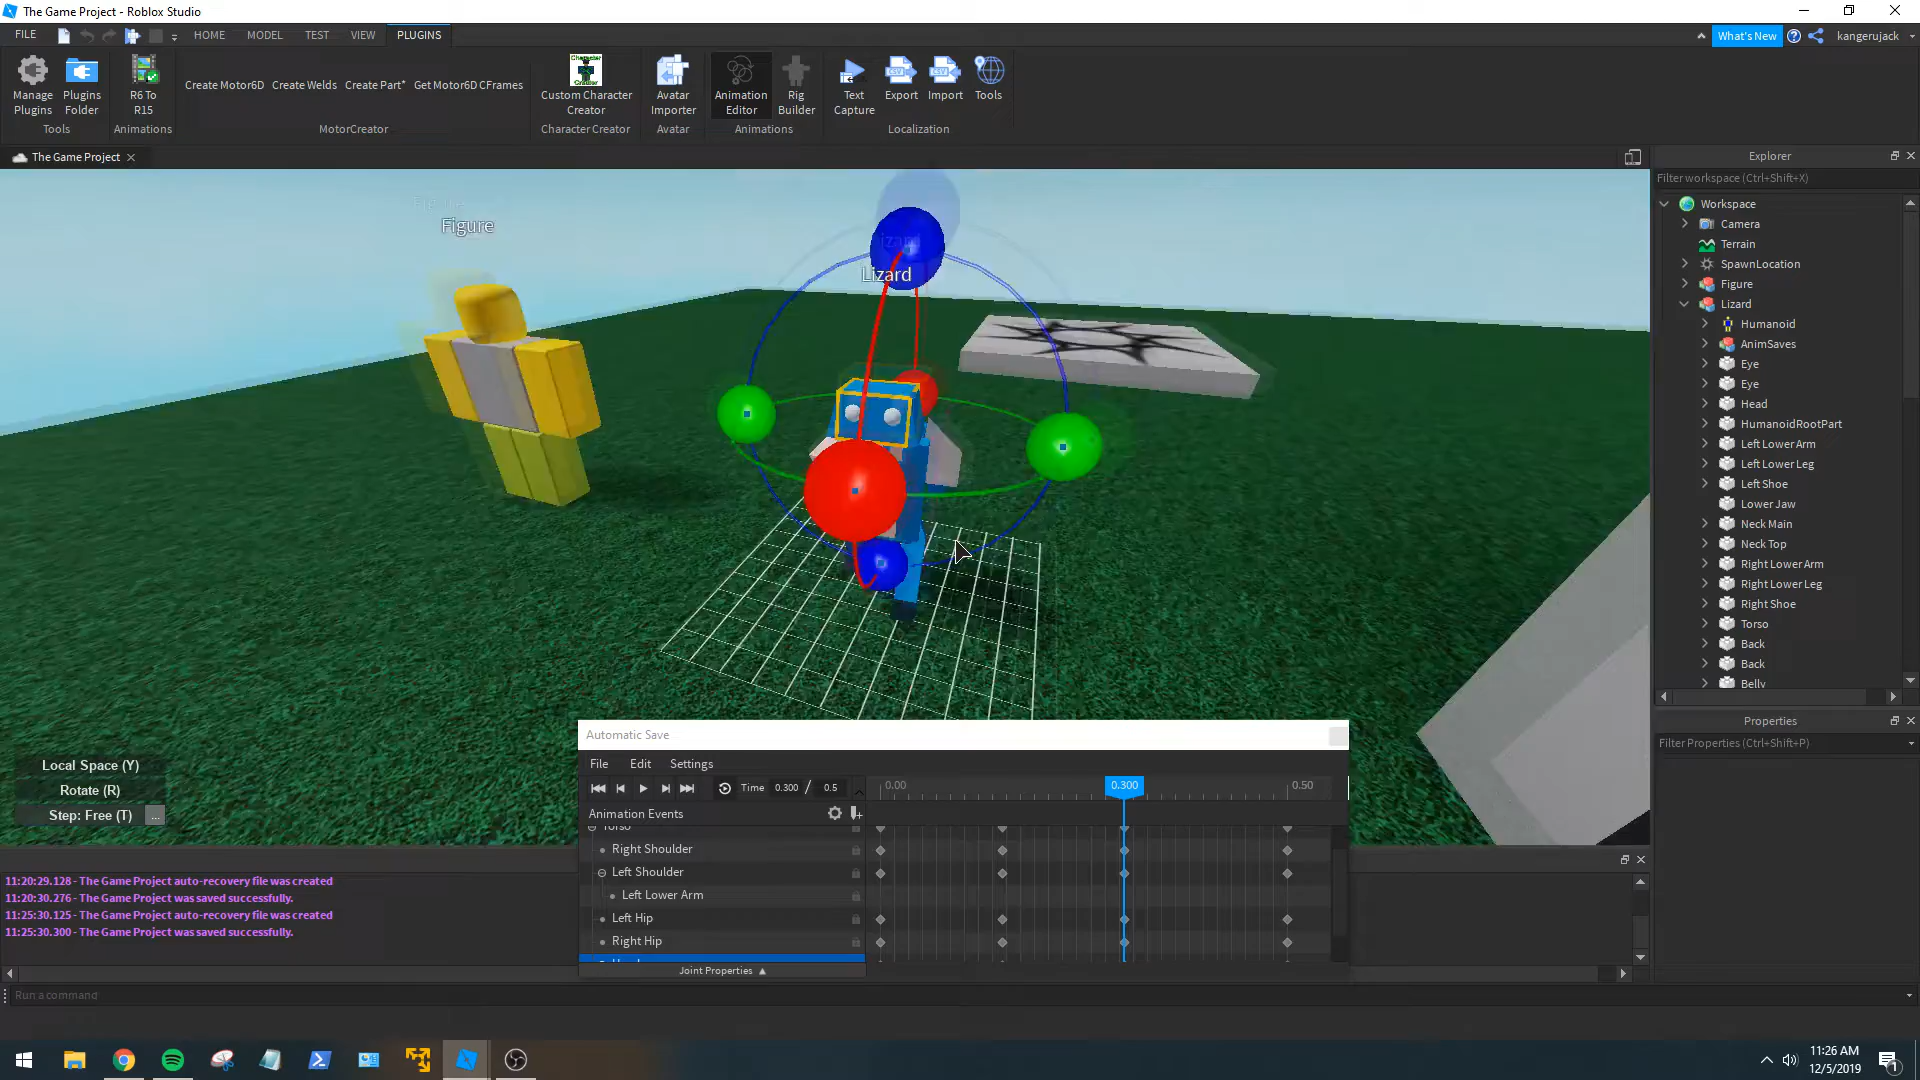 The Game Project - Roblox Studio
FILE HOME MODEL TEST VIEW PLUGINS What's New kangerujack
Manage Plugins
Plugins Folder
R6 To R15
Create Motor6D Create Welds Create Part* Get Motor6D CFrames
Custom Character Creator
Avatar Importer
Animation Editor
Rig Builder
Text Capture
Export
Import
Tools
Tools Animations MotorCreator Character Creator Avatar Animations Localization
The Game Project
Figure
Figure
Lizard
Lizard
Local Space (Y)
Rotate (R)
Step: Free (T) ...
Explorer
Filter workspace (Ctrl+Shift+X)
Workspace
Camera
Terrain
SpawnLocation
Figure
Lizard
Humanoid
AnimSaves
Eye
Eye
Head
HumanoidRootPart
Left Lower Arm
Left Lower Leg
Left Shoe
Lower Jaw
Neck Main
Neck Top
Right Lower Arm
Right Lower Leg
Right Shoe
Torso
Back
Back
Belly
Properties
Filter Properties (Ctrl+Shift+P)
Automatic Save
File Edit Settings
Time 0.300 / 0.5 0.00 0.300 0.50
Animation Events
Torso
Right Shoulder
Left Shoulder
Left Lower Arm
Left Hip
Right Hip
Joint Properties
11:20:29.128 - The Game Project auto-recovery file was created
11:20:30.276 - The Game Project was saved successfully.
11:25:30.125 - The Game Project auto-recovery file was created
11:25:30.300 - The Game Project was saved successfully.
Run a command
11:26 AM
12/5/2019
1